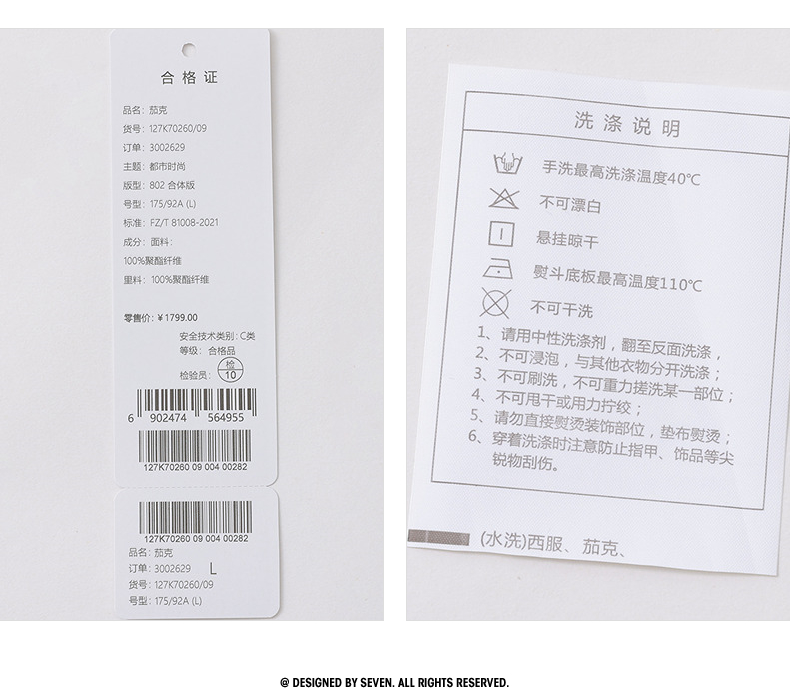 合格证
品名：茄克
货号：127K70260/09
订单：3002629
主题：都市时尚
版型：802 合体版
号型：175/92A (L)
标准：FZ/T 81008-2021
成分：面料：
100%聚酯纤维
里料：100%聚酯纤维
零售价：¥1799.00
安全技术类别：C类
等级：合格品
检验员：检 10
6 902474 564955
127K70260 09 004 00282
127K70260 09 004 00282
品名：茄克
订单：3002629 L
货号：127K70260/09
号型：175/92A (L)
洗涤说明
手洗最高洗涤温度40℃
不可漂白
悬挂晾干
熨斗底板最高温度110℃
不可干洗
1、请用中性洗涤剂，翻至反面洗涤，
2、不可浸泡，与其他衣物分开洗涤；
3、不可刷洗，不可重力搓洗某一部位；
4、不可甩干或用力拧绞；
5、请勿直接熨烫装饰部位，垫布熨烫；
6、穿着洗涤时注意防止指甲、饰品等尖
锐物刮伤。
(水洗)西服、茄克、
@ DESIGNED BY SEVEN. ALL RIGHTS RESERVED.